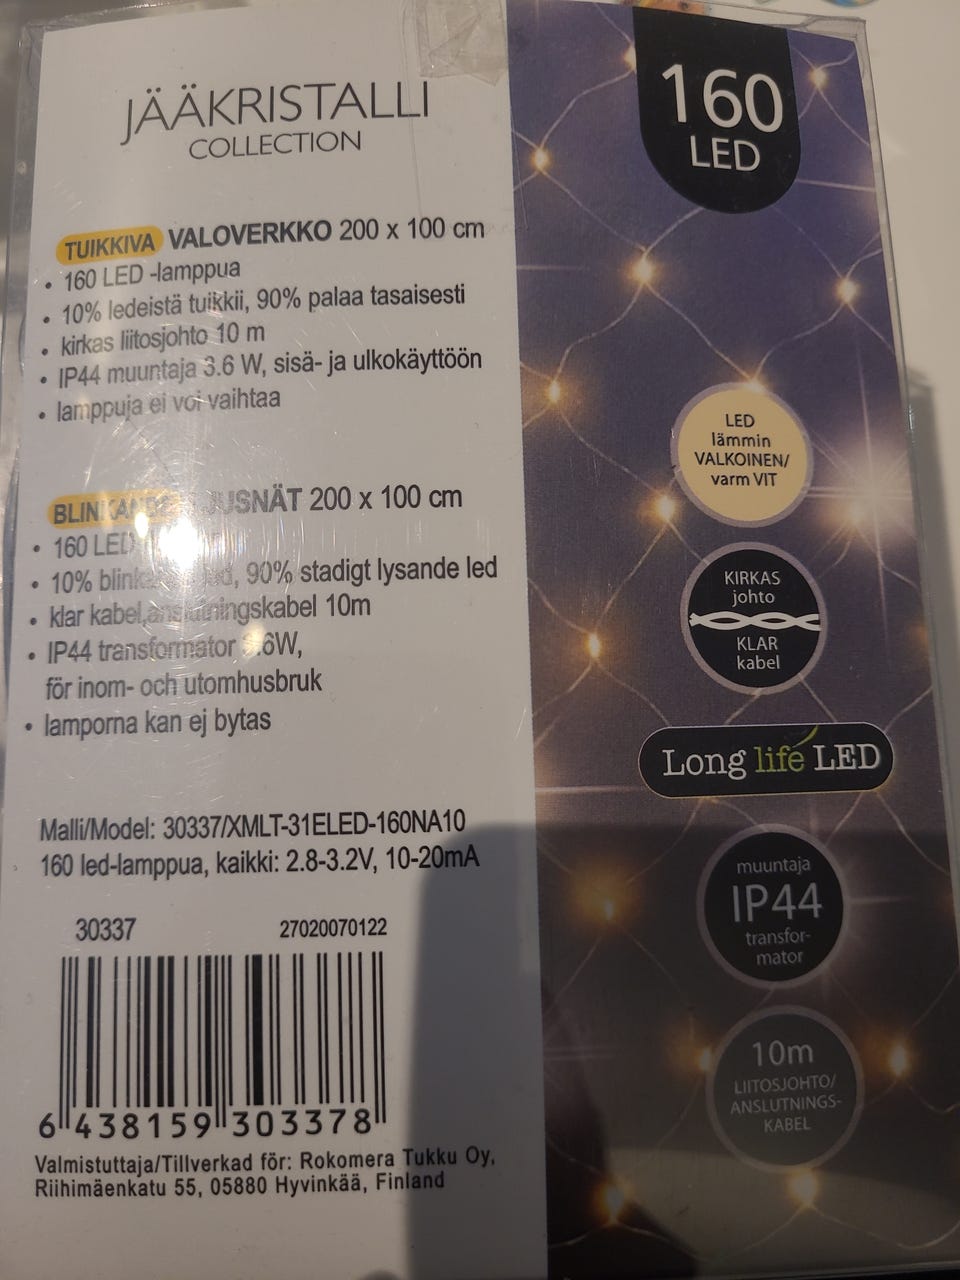 JÄÄKRISTALLI
COLLECTION
TUIKKIVA VALOVERKKO 200 x 100 cm
• 160 LED -lamppua
• 10% ledeistä tuikkii, 90% palaa tasaisesti
• kirkas liitosjohto 10 m
• IP44 muuntaja 3.6 W, sisä- ja ulkokäyttöön
• lamppuja ei voi vaihtaa
200 x 100 cm
• 160 LED
• 10% 90% stadigt lysande led
• klar kabel,anslutningskabel 10m
• IP44 transformator
för inom- och utomhusbruk
• lamporna kan ej bytas
Malli/Model: 30337/XMLT-31ELED-160NA10
160 led-lamppua, kaikki: 2.8-3.2V, 10-20mA
30337 27020070122
6 438159 303378
Valmistuttaja/Tillverkad för: Rokomera Tukku Oy,
Riihimäenkatu 55, 05880 Hyvinkää, Finland
160
LED
LED
lämmin
VALKOINEN/
varm VIT
KIRKAS
johto
KLAR
kabel
Long life LED
muuntaja
IP44
transfor-
mator
10m
LIITOSJOHTO/
ANSLUTNINGS-
KABEL